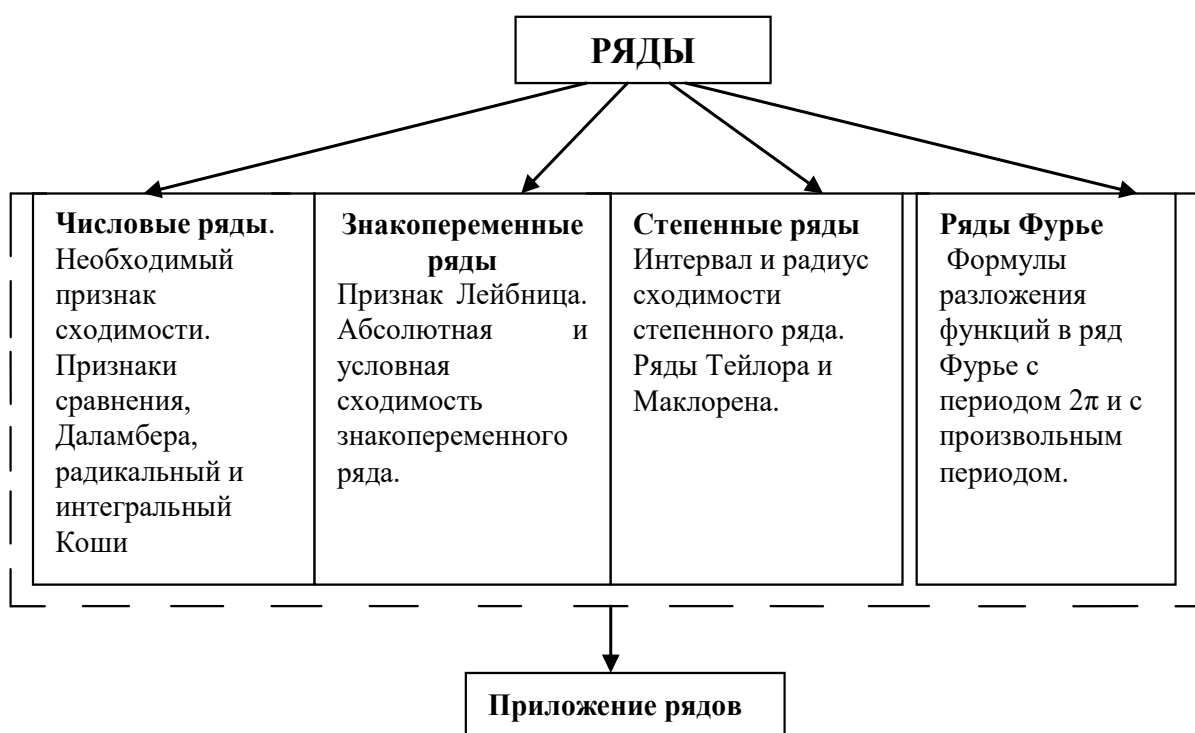 РЯДЫ
Числовые ряды.
Необходимый
признак
сходимости.
Признаки
сравнения,
Даламбера,
радикальный и
интегральный
Коши
Знакопеременные
ряды
Признак Лейбница.
Абсолютная и
условная
сходимость
знакопеременного
ряда.
Степенные ряды
Интервал и радиус
сходимости
степенного ряда.
Ряды Тейлора и
Маклорена.
Ряды Фурье
Формулы
разложения
функций в ряд
Фурье с
периодом 2π и с
произвольным
периодом.
Приложение рядов